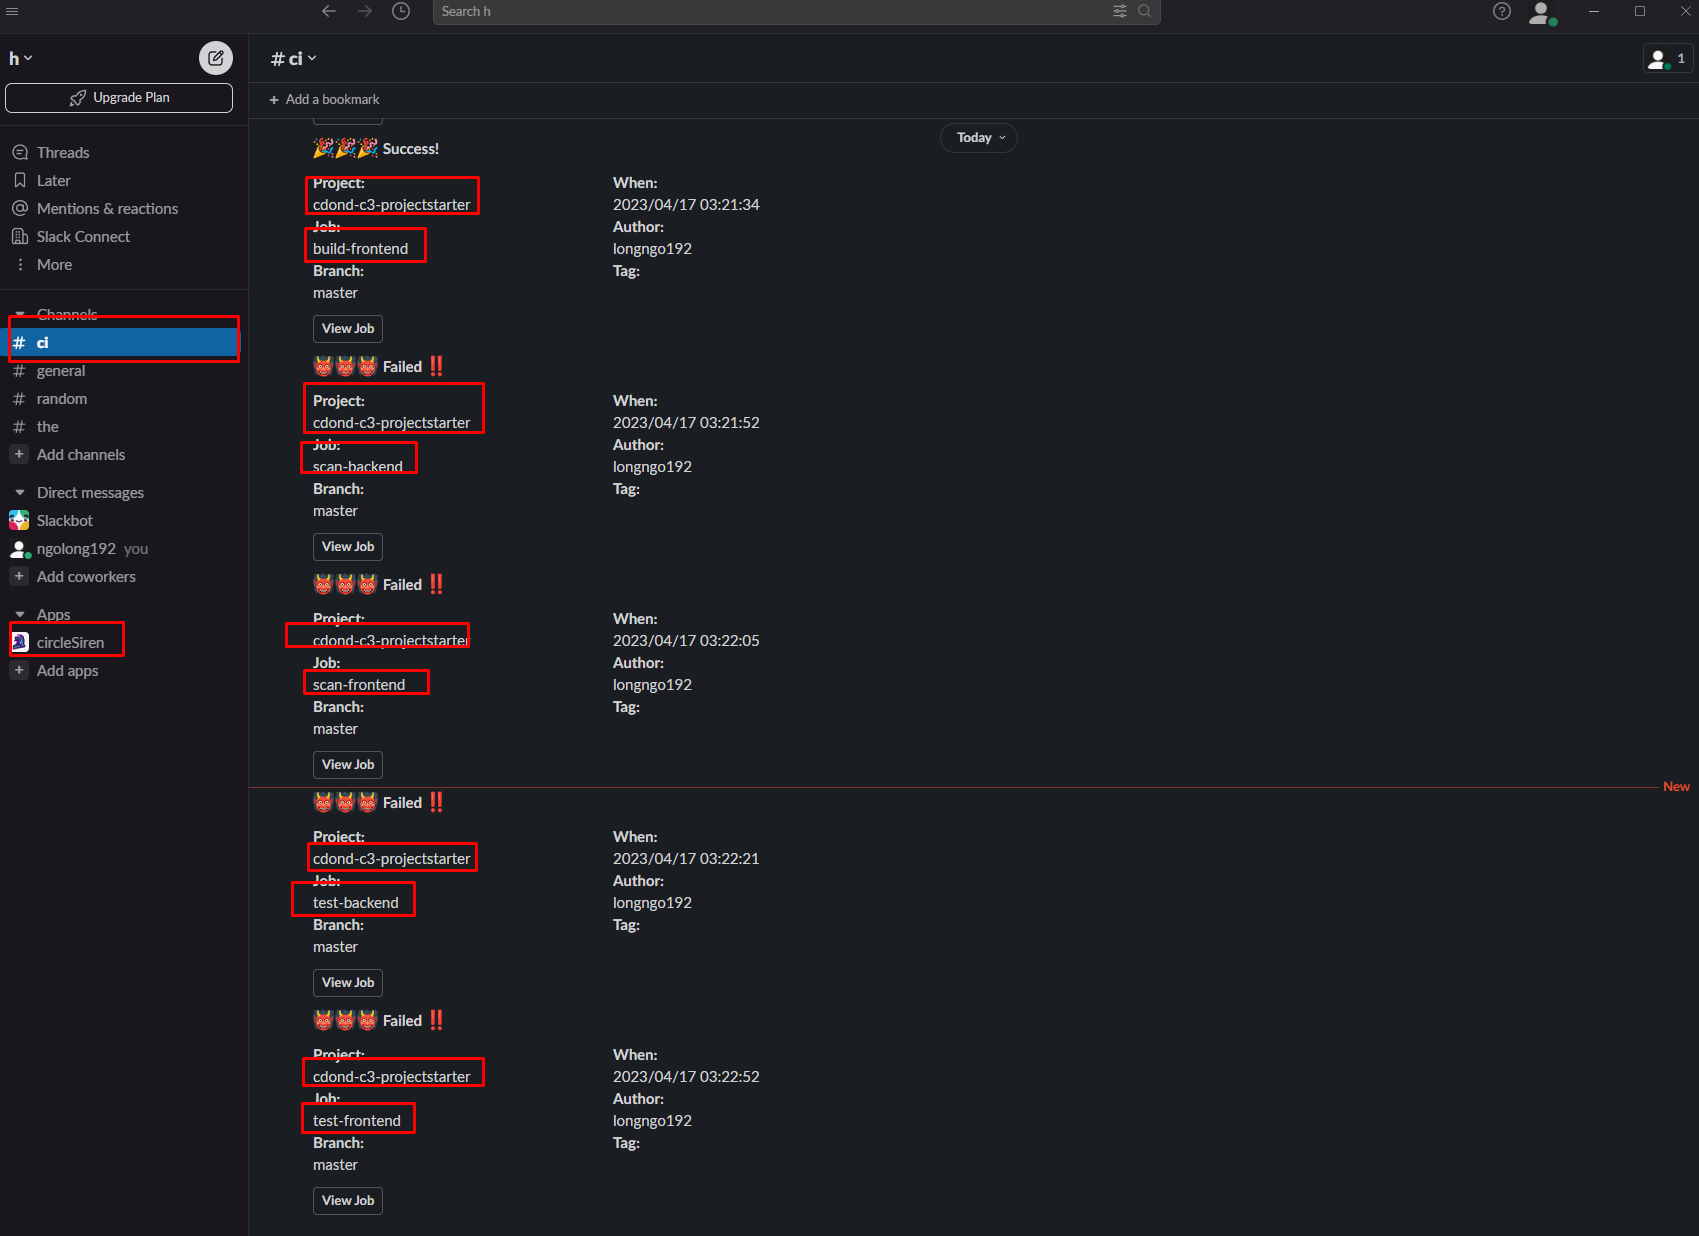 Search h
h
Upgrade Plan
Threads
Later
Mentions & reactions
Slack Connect
More
Channels
# ci
# general
# random
# the
+ Add channels
Direct messages
Slackbot
ngolong192 you
+ Add coworkers
Apps
circleSiren
+ Add apps
# ci
1
+ Add a bookmark
Today
Success!
Project:
cdond-c3-projectstarter
When:
2023/04/17 03:21:34
Job:
build-frontend
Author:
longngo192
Branch:
master
Tag:
View Job
Failed ‼
Project:
cdond-c3-projectstarter
When:
2023/04/17 03:21:52
Job:
scan-backend
Author:
longngo192
Branch:
master
Tag:
View Job
Failed ‼
Project:
cdond-c3-projectstarter
When:
2023/04/17 03:22:05
Job:
scan-frontend
Author:
longngo192
Branch:
master
Tag:
View Job
New
Failed ‼
Project:
cdond-c3-projectstarter
When:
2023/04/17 03:22:21
Job:
test-backend
Author:
longngo192
Branch:
master
Tag:
View Job
Failed ‼
Project:
cdond-c3-projectstarter
When:
2023/04/17 03:22:52
Job:
test-frontend
Author:
longngo192
Branch:
master
Tag:
View Job